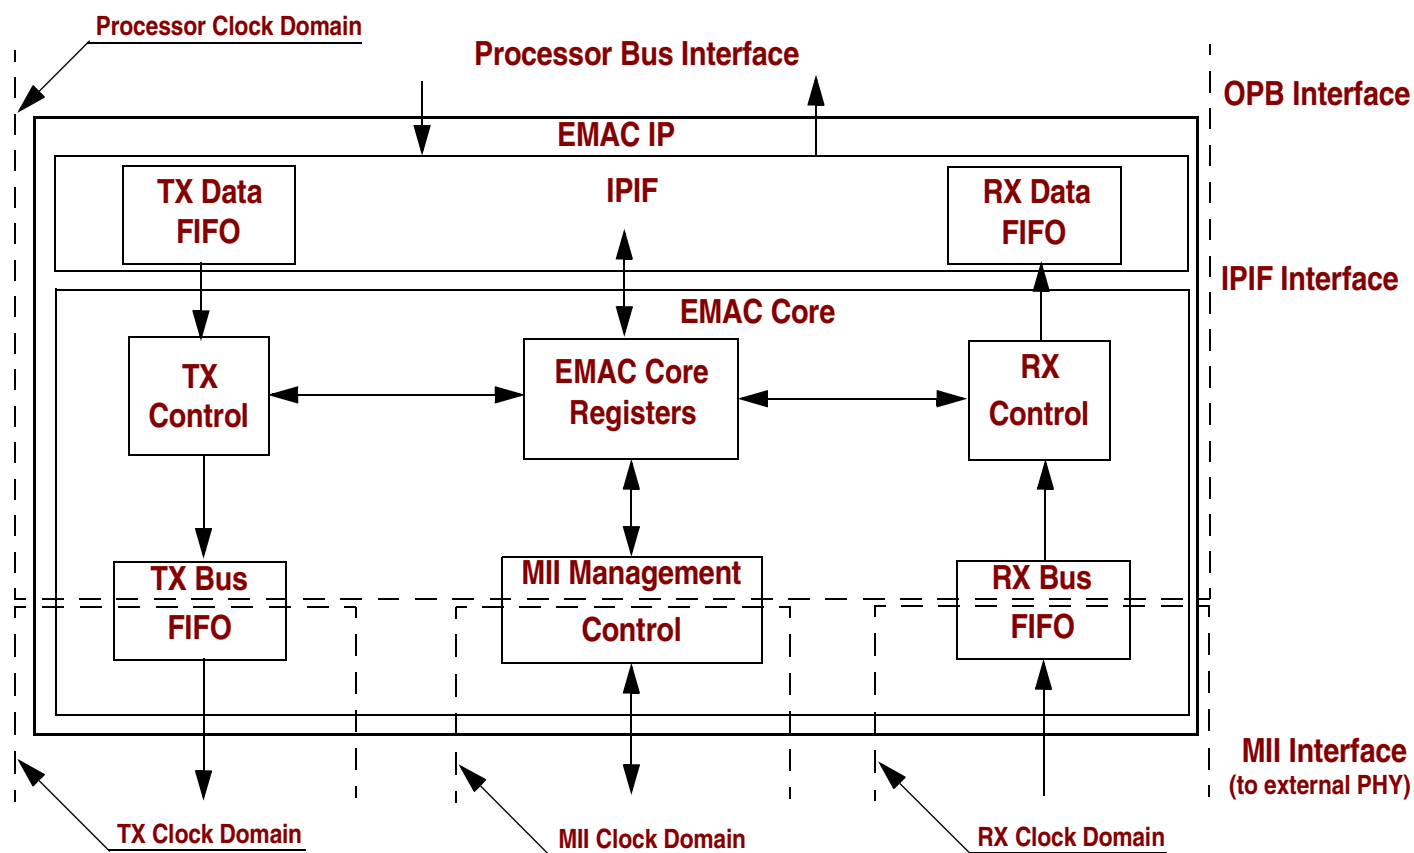 Processor Clock Domain
Processor Bus Interface
OPB Interface
EMAC IP
TX Data
FIFO
IPIF
RX Data
FIFO
IPIF Interface
EMAC Core
TX
Control
EMAC Core
Registers
RX
Control
TX Bus
FIFO
MII Management
Control
RX Bus
FIFO
MII Interface
(to external PHY)
TX Clock Domain
MII Clock Domain
RX Clock Domain